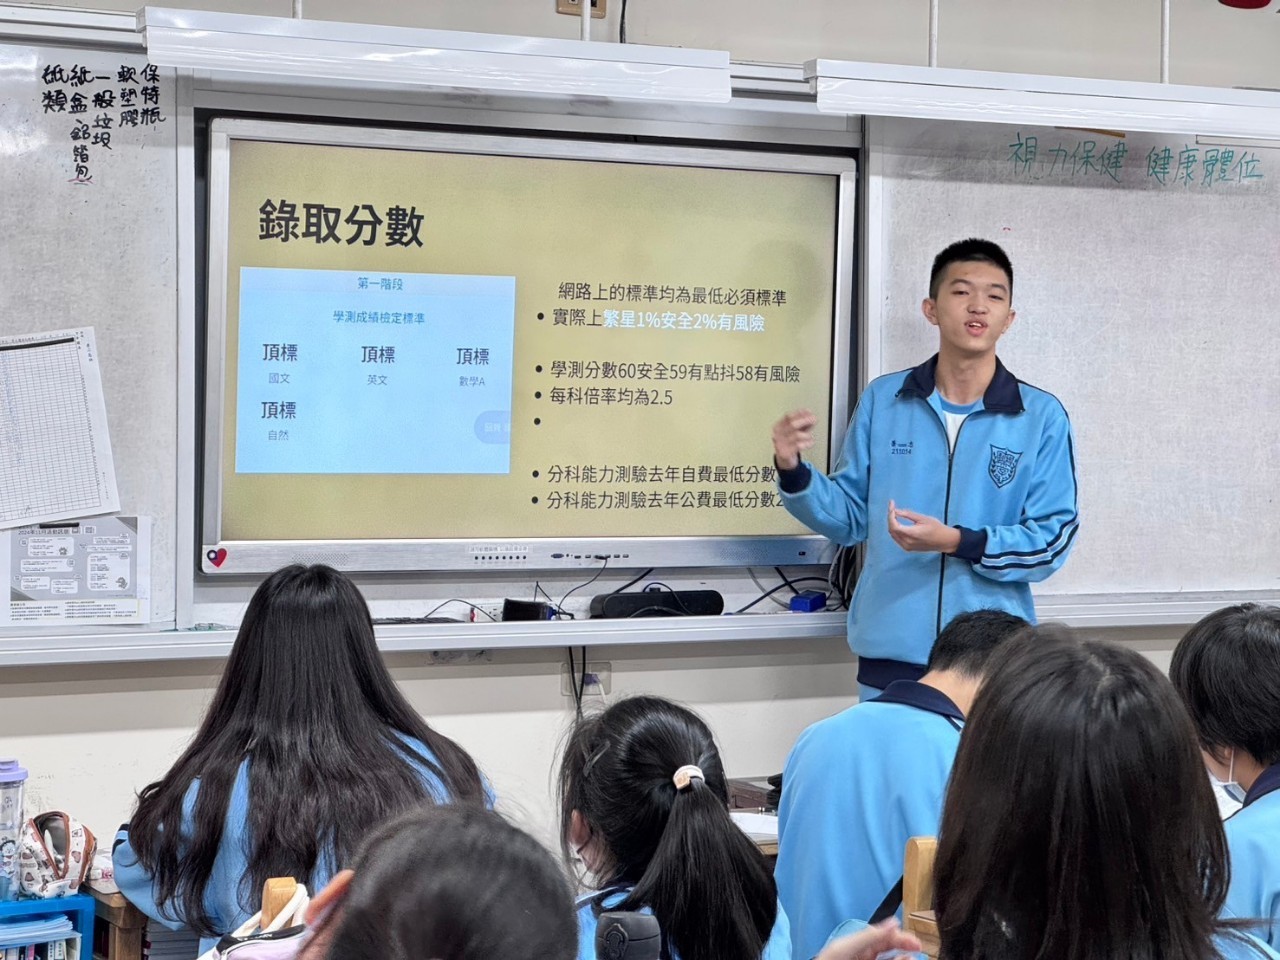 保特瓶
軟塑膠
一般垃圾
紙盒、鋁箔包
紙類
視力保健 健康體位
錄取分數
第一階段
學測成績檢定標準
頂標 頂標 頂標
國文 英文 數學A
頂標
自然
網路上的標準均為最低必須標準
• 實際上繁星1%安全2%有風險
• 學測分數60安全59有點抖58有風險
• 每科倍率均為2.5
•
• 分科能力測驗去年自費最低分數
• 分科能力測驗去年公費最低分數2